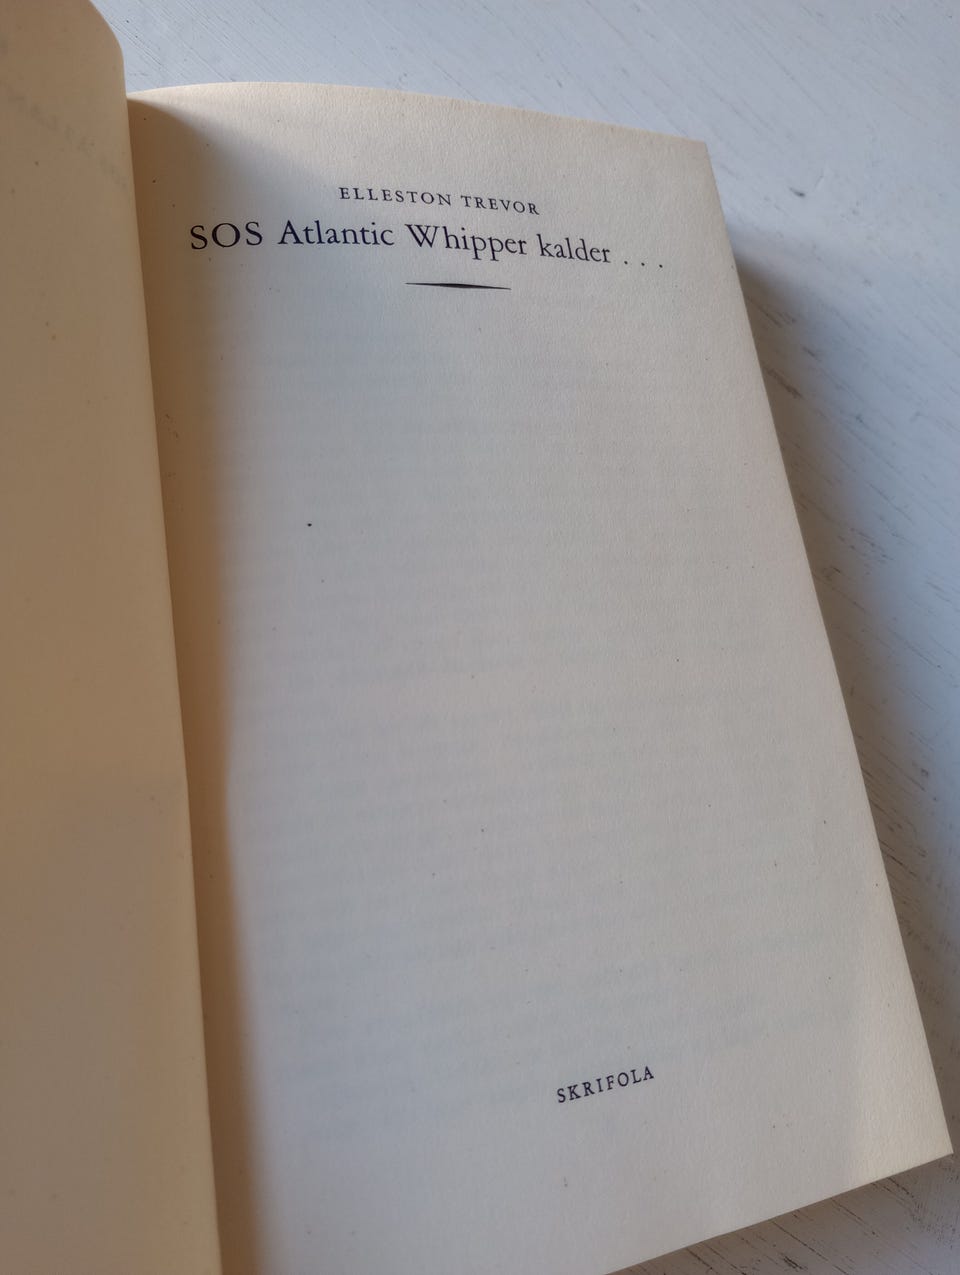 ELLESTON TREVOR
SOS Atlantic Whipper kalder . . .
SKRIFOLA